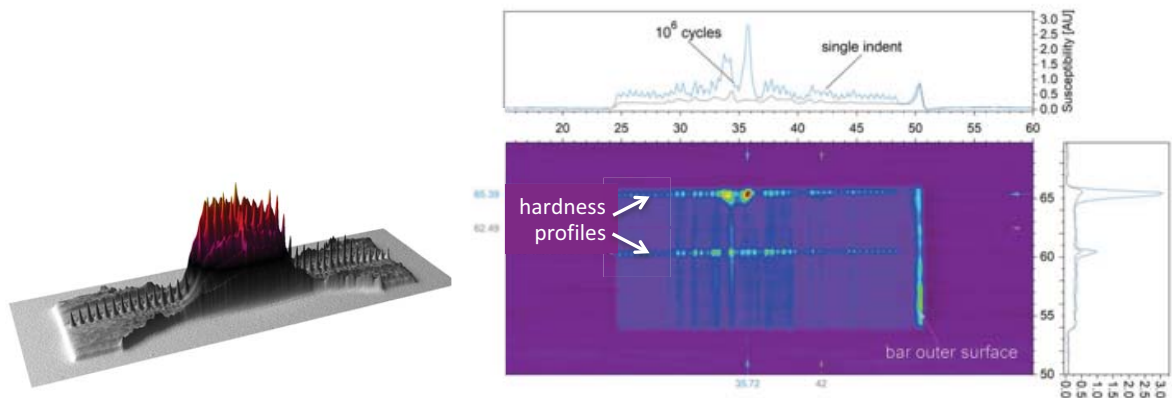 10⁶ cycles
single indent
Susceptibility [AU]
3.0
2.5
2.0
1.5
1.0
0.5
0.0
20 25 30 35 40 45 50 55 60
65.39
62.49
hardness
profiles
bar outer surface
65
60
55
50
35.72 42
0.0 0.5 1.0 1.5 2.0 2.5 3.0